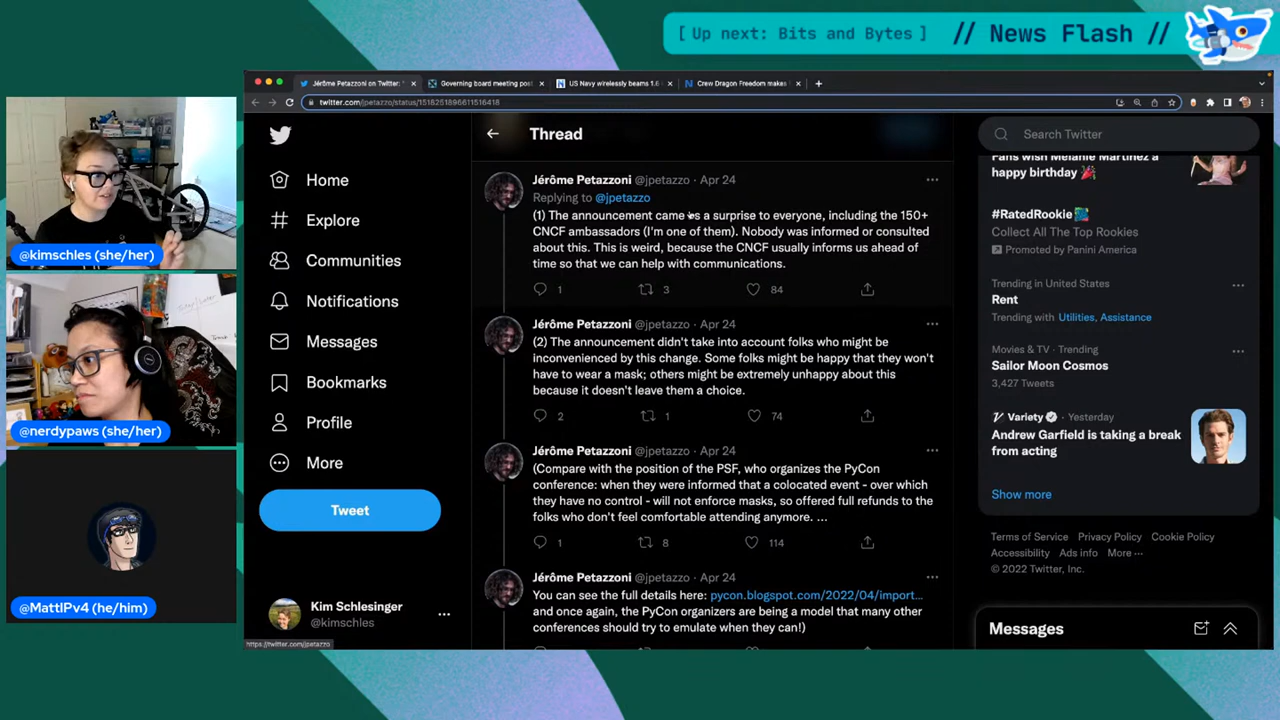 [ Up next: Bits and Bytes ]
// News Flash //
Jérôme Petazzoni on Twitter: "
Governing board meeting post
US Navy wirelessly beams 1.6
Crew Dragon Freedom makes
twitter.com/jpetazzo/status/1518251896611516418
Home
Explore
Communities
Notifications
Messages
Bookmarks
Profile
More
Tweet
Kim Schlesinger
@kimschles
https://twitter.com/jpetazzo
Thread
Jérôme Petazzoni @jpetazzo · Apr 24
Replying to @jpetazzo
(1) The announcement came as a surprise to everyone, including the 150+
CNCF ambassadors (I'm one of them). Nobody was informed or consulted
about this. This is weird, because the CNCF usually informs us ahead of
time so that we can help with communications.
1
3
84
Jérôme Petazzoni @jpetazzo · Apr 24
(2) The announcement didn't take into account folks who might be
inconvenienced by this change. Some folks might be happy that they won't
have to wear a mask; others might be extremely unhappy about this
because it doesn't leave them a choice.
2
1
74
Jérôme Petazzoni @jpetazzo · Apr 24
(Compare with the position of the PSF, who organizes the PyCon
conference: when they were informed that a colocated event - over which
they have no control - will not enforce masks, so offered full refunds to the
folks who don't feel comfortable attending anymore. ...
1
8
114
Jérôme Petazzoni @jpetazzo · Apr 24
You can see the full details here: pycon.blogspot.com/2022/04/import...
and once again, the PyCon organizers are being a model that many other
conferences should try to emulate when they can!)
Search Twitter
Fans wish Melanie Martinez a
happy birthday
#RatedRookie
Collect All The Top Rookies
Promoted by Panini America
Trending in United States
Rent
Trending with Utilities, Assistance
Movies & TV · Trending
Sailor Moon Cosmos
3,427 Tweets
Variety · Yesterday
Andrew Garfield is taking a break
from acting
Show more
Terms of Service Privacy Policy Cookie Policy
Accessibility Ads info More ···
© 2022 Twitter, Inc.
Messages
@kimschles (she/her)
@nerdypaws (she/her)
@MattIPv4 (he/him)